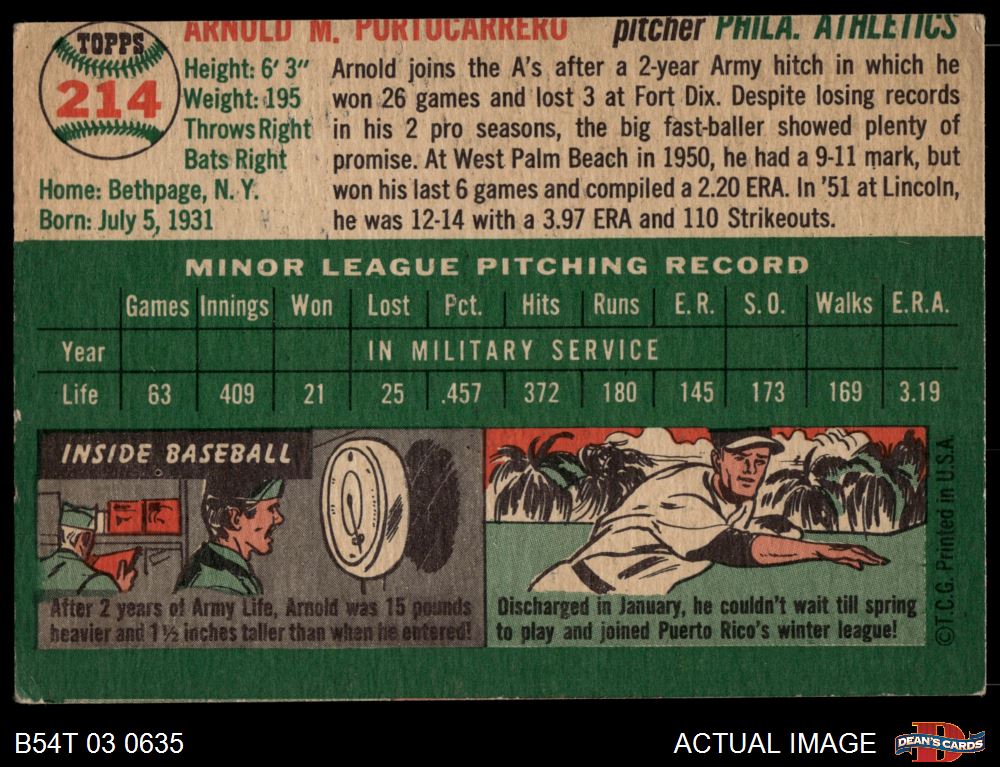 TOPPS
214
ARNOLD M. PORTOCARRERO pitcher PHILA. ATHLETICS
Height: 6' 3"
Weight: 195
Throws Right
Bats Right
Home: Bethpage, N. Y.
Born: July 5, 1931
Arnold joins the A's after a 2-year Army hitch in which he
won 26 games and lost 3 at Fort Dix. Despite losing records
in his 2 pro seasons, the big fast-baller showed plenty of
promise. At West Palm Beach in 1950, he had a 9-11 mark, but
won his last 6 games and compiled a 2.20 ERA. In '51 at Lincoln,
he was 12-14 with a 3.97 ERA and 110 Strikeouts.
MINOR LEAGUE PITCHING RECORD
Games Innings Won Lost Pct. Hits Runs E.R. S.O. Walks E.R.A.
Year IN MILITARY SERVICE
Life 63 409 21 25 .457 372 180 145 173 169 3.19
INSIDE BASEBALL
After 2 years of Army Life, Arnold was 15 pounds
heavier and 1½ inches taller than when he entered!
Discharged in January, he couldn't wait till spring
to play and joined Puerto Rico's winter league!
©T.C.G. Printed in U.S.A.
B54T 03 0635
ACTUAL IMAGE
DEAN'S CARDS